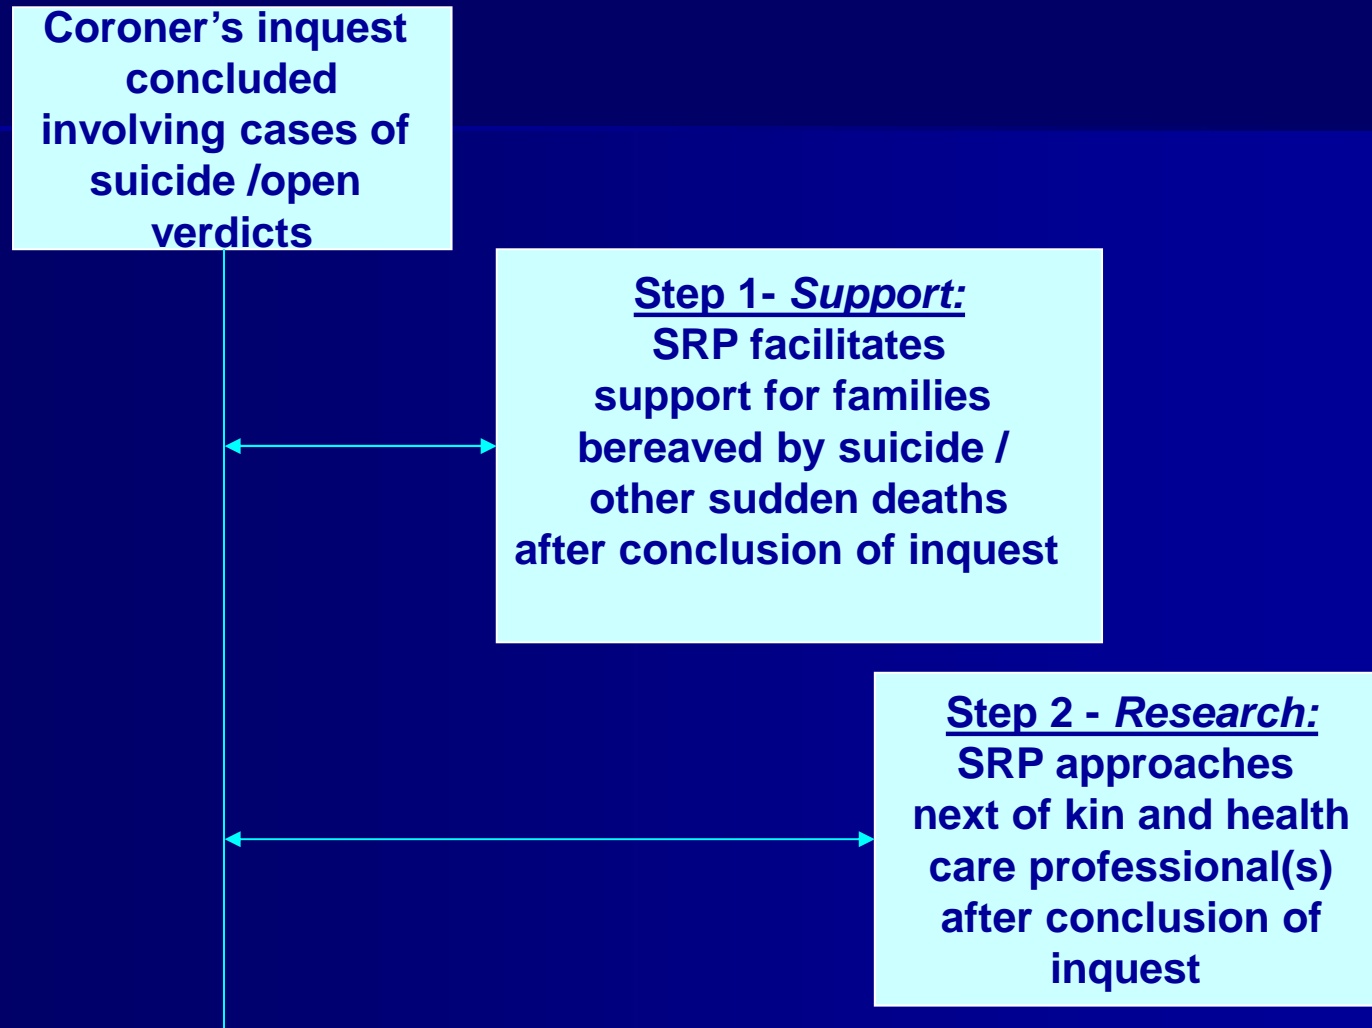 Coroner’s inquest
concluded
involving cases of
suicide /open
verdicts
Step 1- Support:
SRP facilitates
support for families
bereaved by suicide /
other sudden deaths
after conclusion of inquest
Step 2 - Research:
SRP approaches
next of kin and health
care professional(s)
after conclusion of
inquest